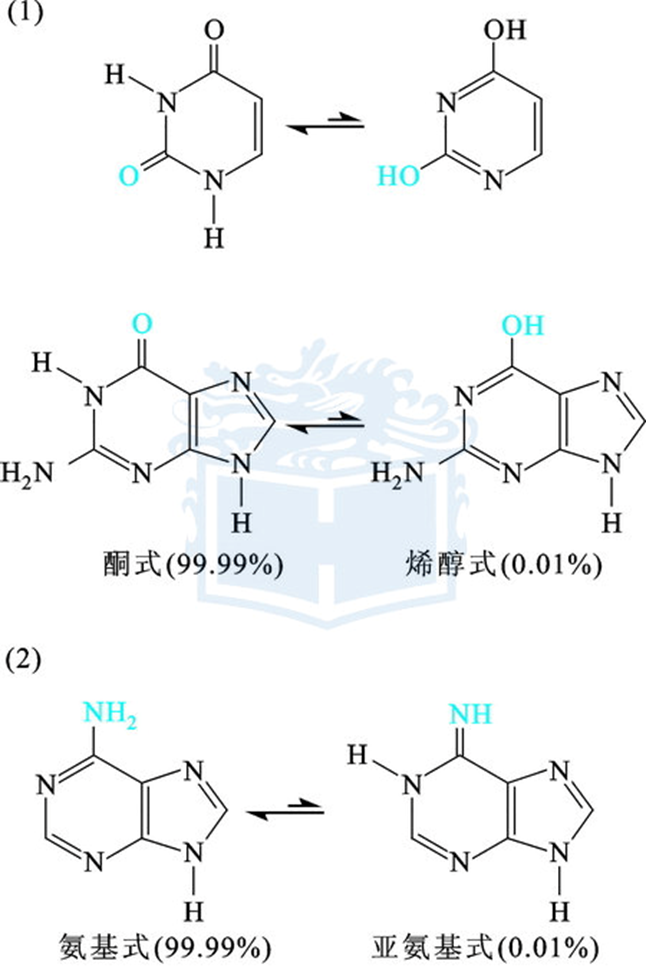 (1)
O OH
H N N
O N HO N
H
O OH
H N N N N
H₂N N N H₂N N N
H H
酮式(99.99%) 烯醇式(0.01%)
(2)
NH₂ NH
N N H N N
N N N N
H H
氨基式(99.99%) 亚氨基式(0.01%)